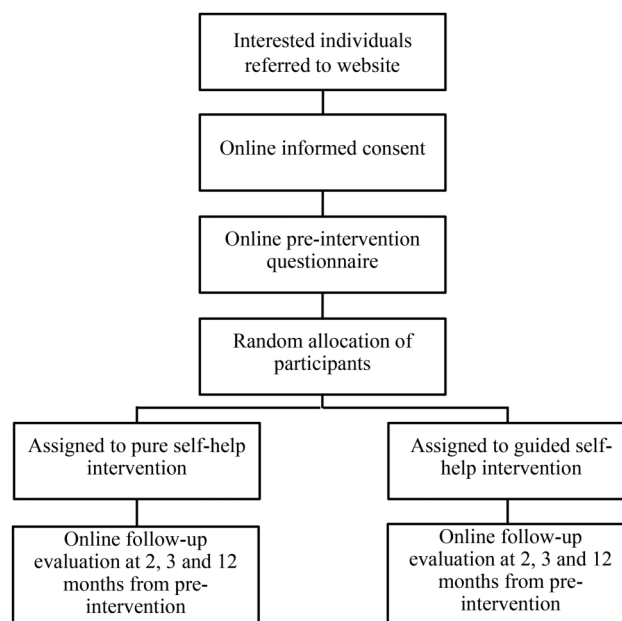 Interested individuals
referred to website
Online informed consent
Online pre-intervention
questionnaire
Random allocation of
participants
Assigned to pure self-help
intervention
Assigned to guided self-
help intervention
Online follow-up
evaluation at 2, 3 and 12
months from pre-
intervention
Online follow-up
evaluation at 2, 3 and 12
months from pre-
intervention